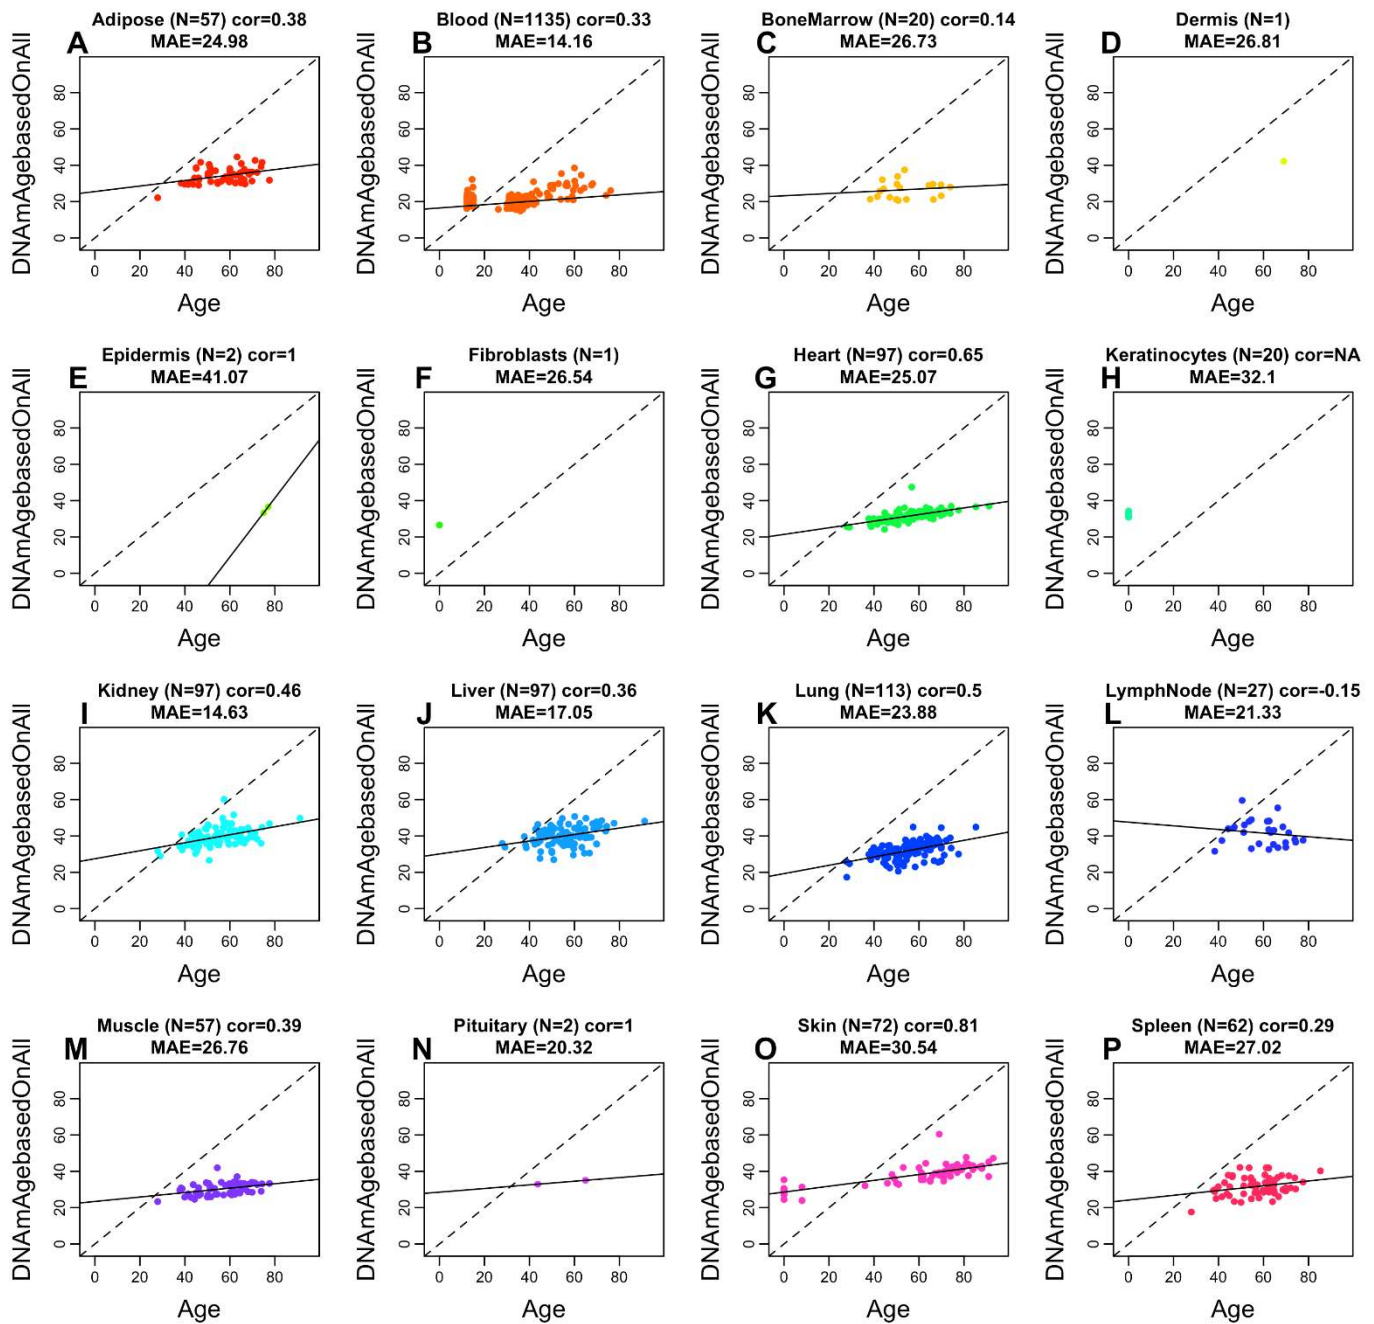 Adipose (N=57) cor=0.38
MAE=24.98
A
DNAmAgebasedOnAll
80
60
40
20
0
0 20 40 60 80
Age
Blood (N=1135) cor=0.33
MAE=14.16
B
DNAmAgebasedOnAll
80
60
40
20
0
0 20 40 60 80
Age
BoneMarrow (N=20) cor=0.14
MAE=26.73
C
DNAmAgebasedOnAll
80
60
40
20
0
0 20 40 60 80
Age
Dermis (N=1)
MAE=26.81
D
DNAmAgebasedOnAll
80
60
40
20
0
0 20 40 60 80
Age
Epidermis (N=2) cor=1
MAE=41.07
E
DNAmAgebasedOnAll
80
60
40
20
0
0 20 40 60 80
Age
Fibroblasts (N=1)
MAE=26.54
F
DNAmAgebasedOnAll
80
60
40
20
0
0 20 40 60 80
Age
Heart (N=97) cor=0.65
MAE=25.07
G
DNAmAgebasedOnAll
80
60
40
20
0
0 20 40 60 80
Age
Keratinocytes (N=20) cor=NA
MAE=32.1
H
DNAmAgebasedOnAll
80
60
40
20
0
0 20 40 60 80
Age
Kidney (N=97) cor=0.46
MAE=14.63
I
DNAmAgebasedOnAll
80
60
40
20
0
0 20 40 60 80
Age
Liver (N=97) cor=0.36
MAE=17.05
J
DNAmAgebasedOnAll
80
60
40
20
0
0 20 40 60 80
Age
Lung (N=113) cor=0.5
MAE=23.88
K
DNAmAgebasedOnAll
80
60
40
20
0
0 20 40 60 80
Age
LymphNode (N=27) cor=-0.15
MAE=21.33
L
DNAmAgebasedOnAll
80
60
40
20
0
0 20 40 60 80
Age
Muscle (N=57) cor=0.39
MAE=26.76
M
DNAmAgebasedOnAll
80
60
40
20
0
0 20 40 60 80
Age
Pituitary (N=2) cor=1
MAE=20.32
N
DNAmAgebasedOnAll
80
60
40
20
0
0 20 40 60 80
Age
Skin (N=72) cor=0.81
MAE=30.54
O
DNAmAgebasedOnAll
80
60
40
20
0
0 20 40 60 80
Age
Spleen (N=62) cor=0.29
MAE=27.02
P
DNAmAgebasedOnAll
80
60
40
20
0
0 20 40 60 80
Age